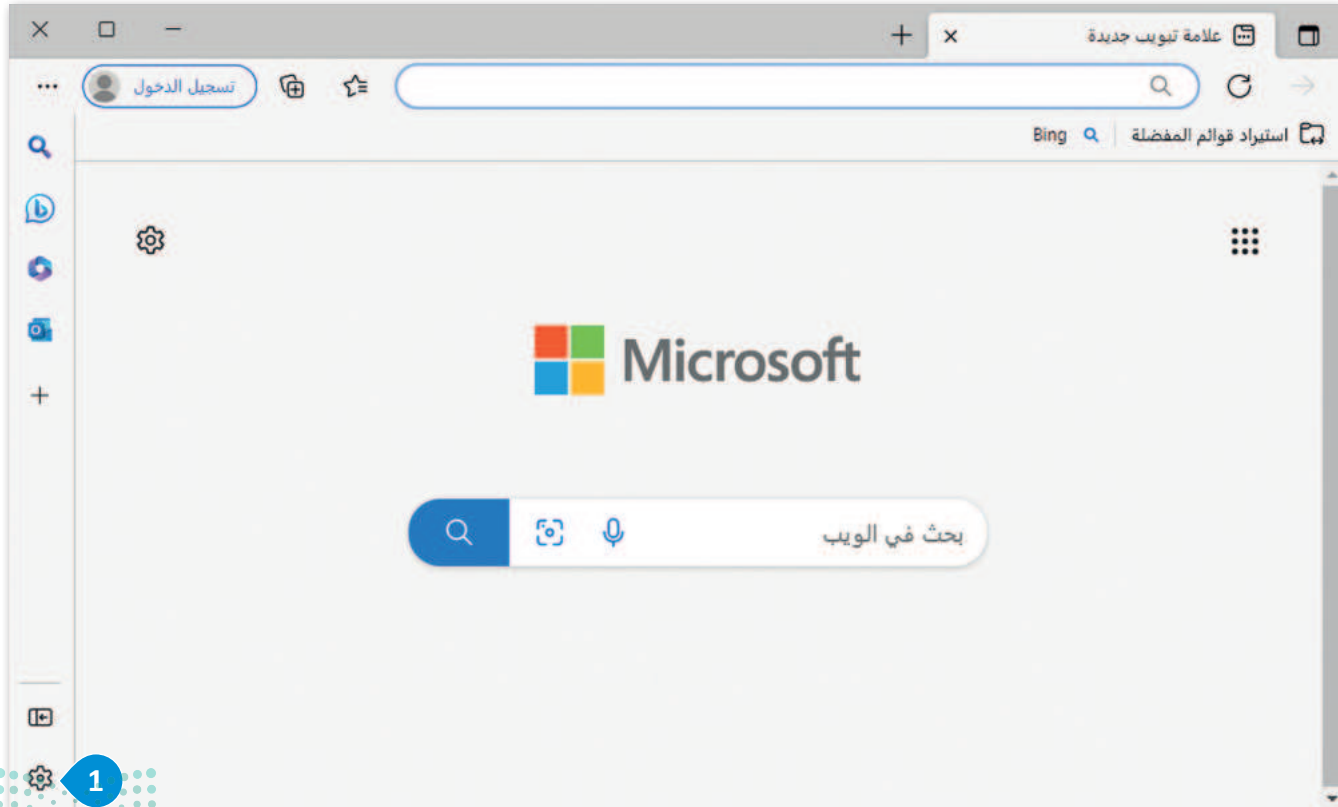 علامة تبويب جديدة
تسجيل الدخول
استيراد قوائم المفضلة
Bing
Microsoft
بحث في الويب
1